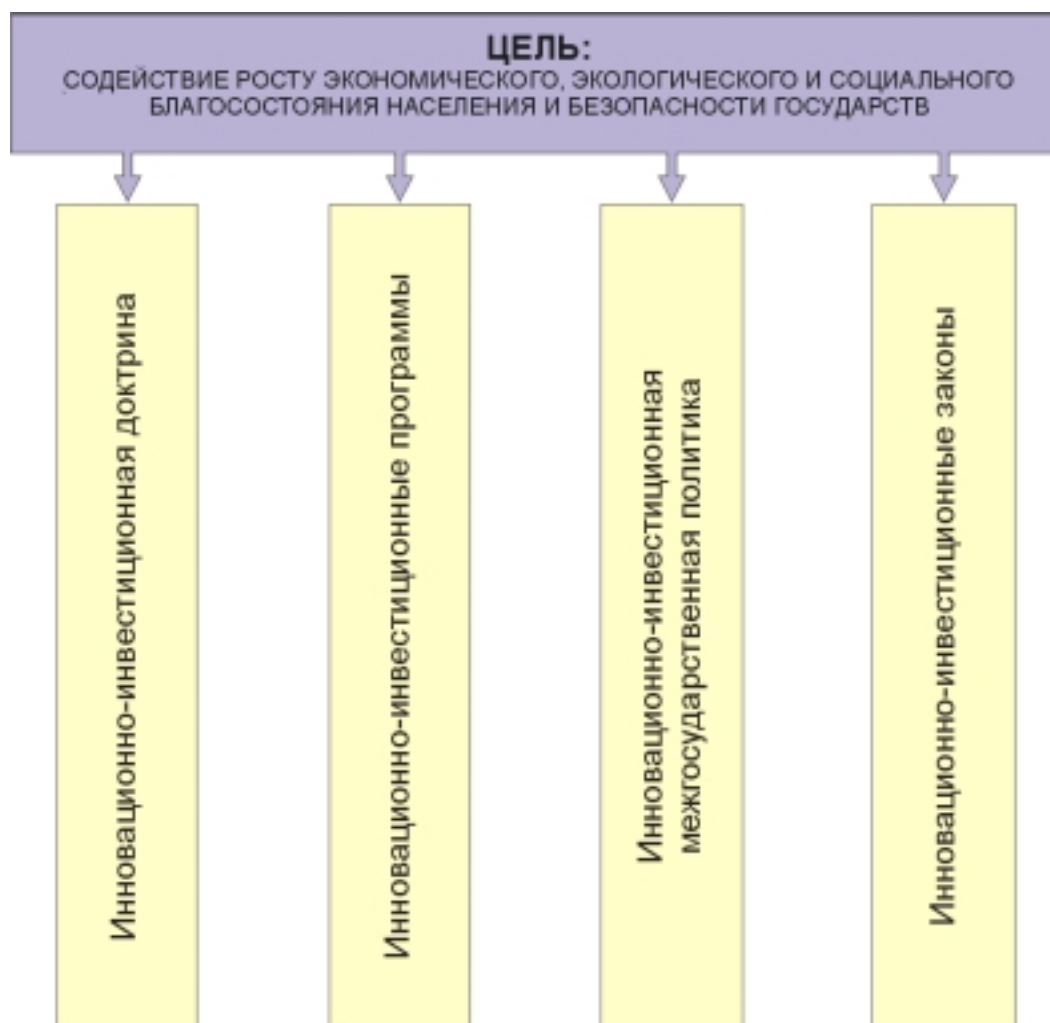 ЦЕЛЬ:
СОДЕЙСТВИЕ РОСТУ ЭКОНОМИЧЕСКОГО, ЭКОЛОГИЧЕСКОГО И СОЦИАЛЬНОГО
БЛАГОСОСТОЯНИЯ НАСЕЛЕНИЯ И БЕЗОПАСНОСТИ ГОСУДАРСТВ
Инновационно-инвестиционная доктрина
Инновационно-инвестиционные программы
Инновационно-инвестиционная
межгосударственная политика
Инновационно-инвестиционные законы